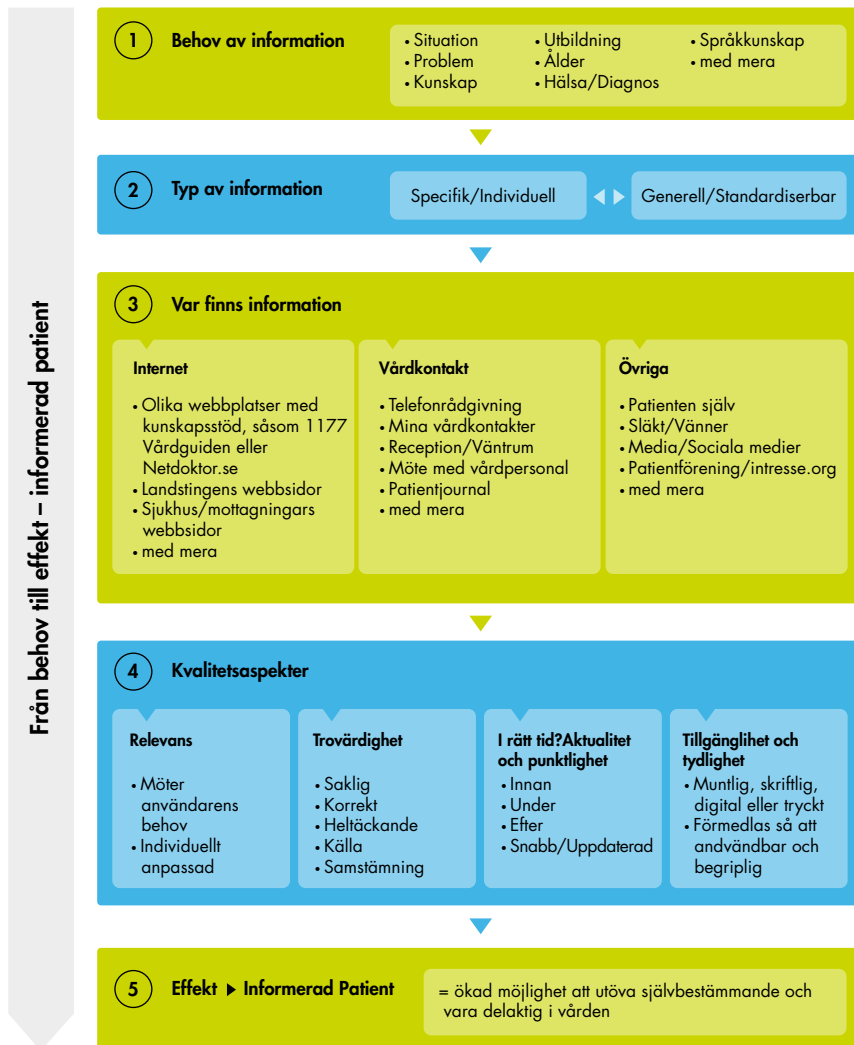 Från behov till effekt – informerad patient
1 Behov av information
• Situation
• Problem
• Kunskap
• Utbildning
• Ålder
• Hälsa/Diagnos
• Språkkunskap
• med mera
2 Typ av information
Specifik/Individuell
Generell/Standardiserbar
3 Var finns information
Internet
• Olika webbplatser med
kunskapsstöd, såsom 1177
Vårdguiden eller
Netdoktor.se
• Landstingens webbsidor
• Sjukhus/mottagningars
webbsidor
• med mera
Vårdkontakt
• Telefonrådgivning
• Mina vårdkontakter
• Reception/Väntrum
• Möte med vårdpersonal
• Patientjournal
• med mera
Övriga
• Patienten själv
• Släkt/Vänner
• Media/Sociala medier
• Patientförening/intresse.org
• med mera
4 Kvalitetsaspekter
Relevans
• Möter
användarens
behov
• Individuellt
anpassad
Trovärdighet
• Saklig
• Korrekt
• Heltäckande
• Källa
• Samstämning
I rätt tid?Aktualitet
och punktlighet
• Innan
• Under
• Efter
• Snabb/Uppdaterad
Tillgänglihet och
tydlighet
• Muntlig, skriftlig,
digital eller tryckt
• Förmedlas så att
andvändbar och
begriplig
5 Effekt ▶ Informerad Patient
= ökad möjlighet att utöva självbestämmande och
vara delaktig i vården